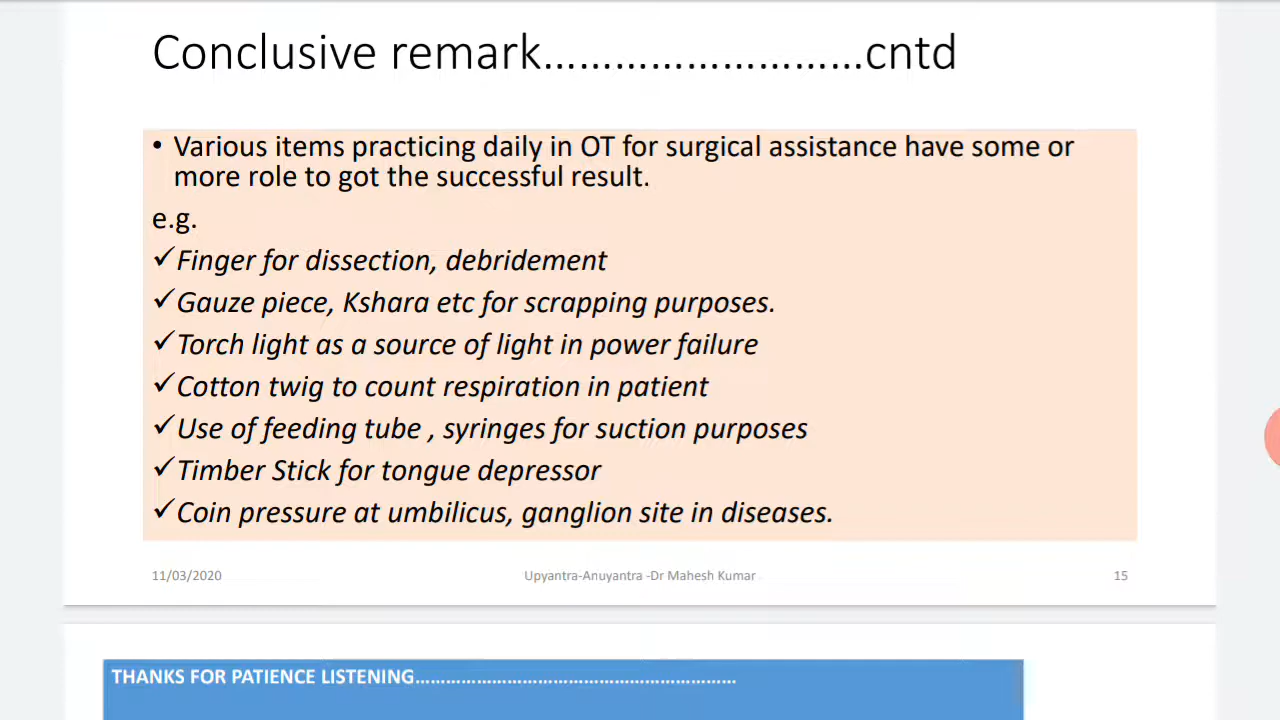 Conclusive remark………………………cntd
• Various items practicing daily in OT for surgical assistance have some or
more role to got the successful result.
e.g.
✓Finger for dissection, debridement
✓Gauze piece, Kshara etc for scrapping purposes.
✓Torch light as a source of light in power failure
✓Cotton twig to count respiration in patient
✓Use of feeding tube , syringes for suction purposes
✓Timber Stick for tongue depressor
✓Coin pressure at umbilicus, ganglion site in diseases.
11/03/2020 Upyantra-Anuyantra -Dr Mahesh Kumar 15
THANKS FOR PATIENCE LISTENING……………………………………………………